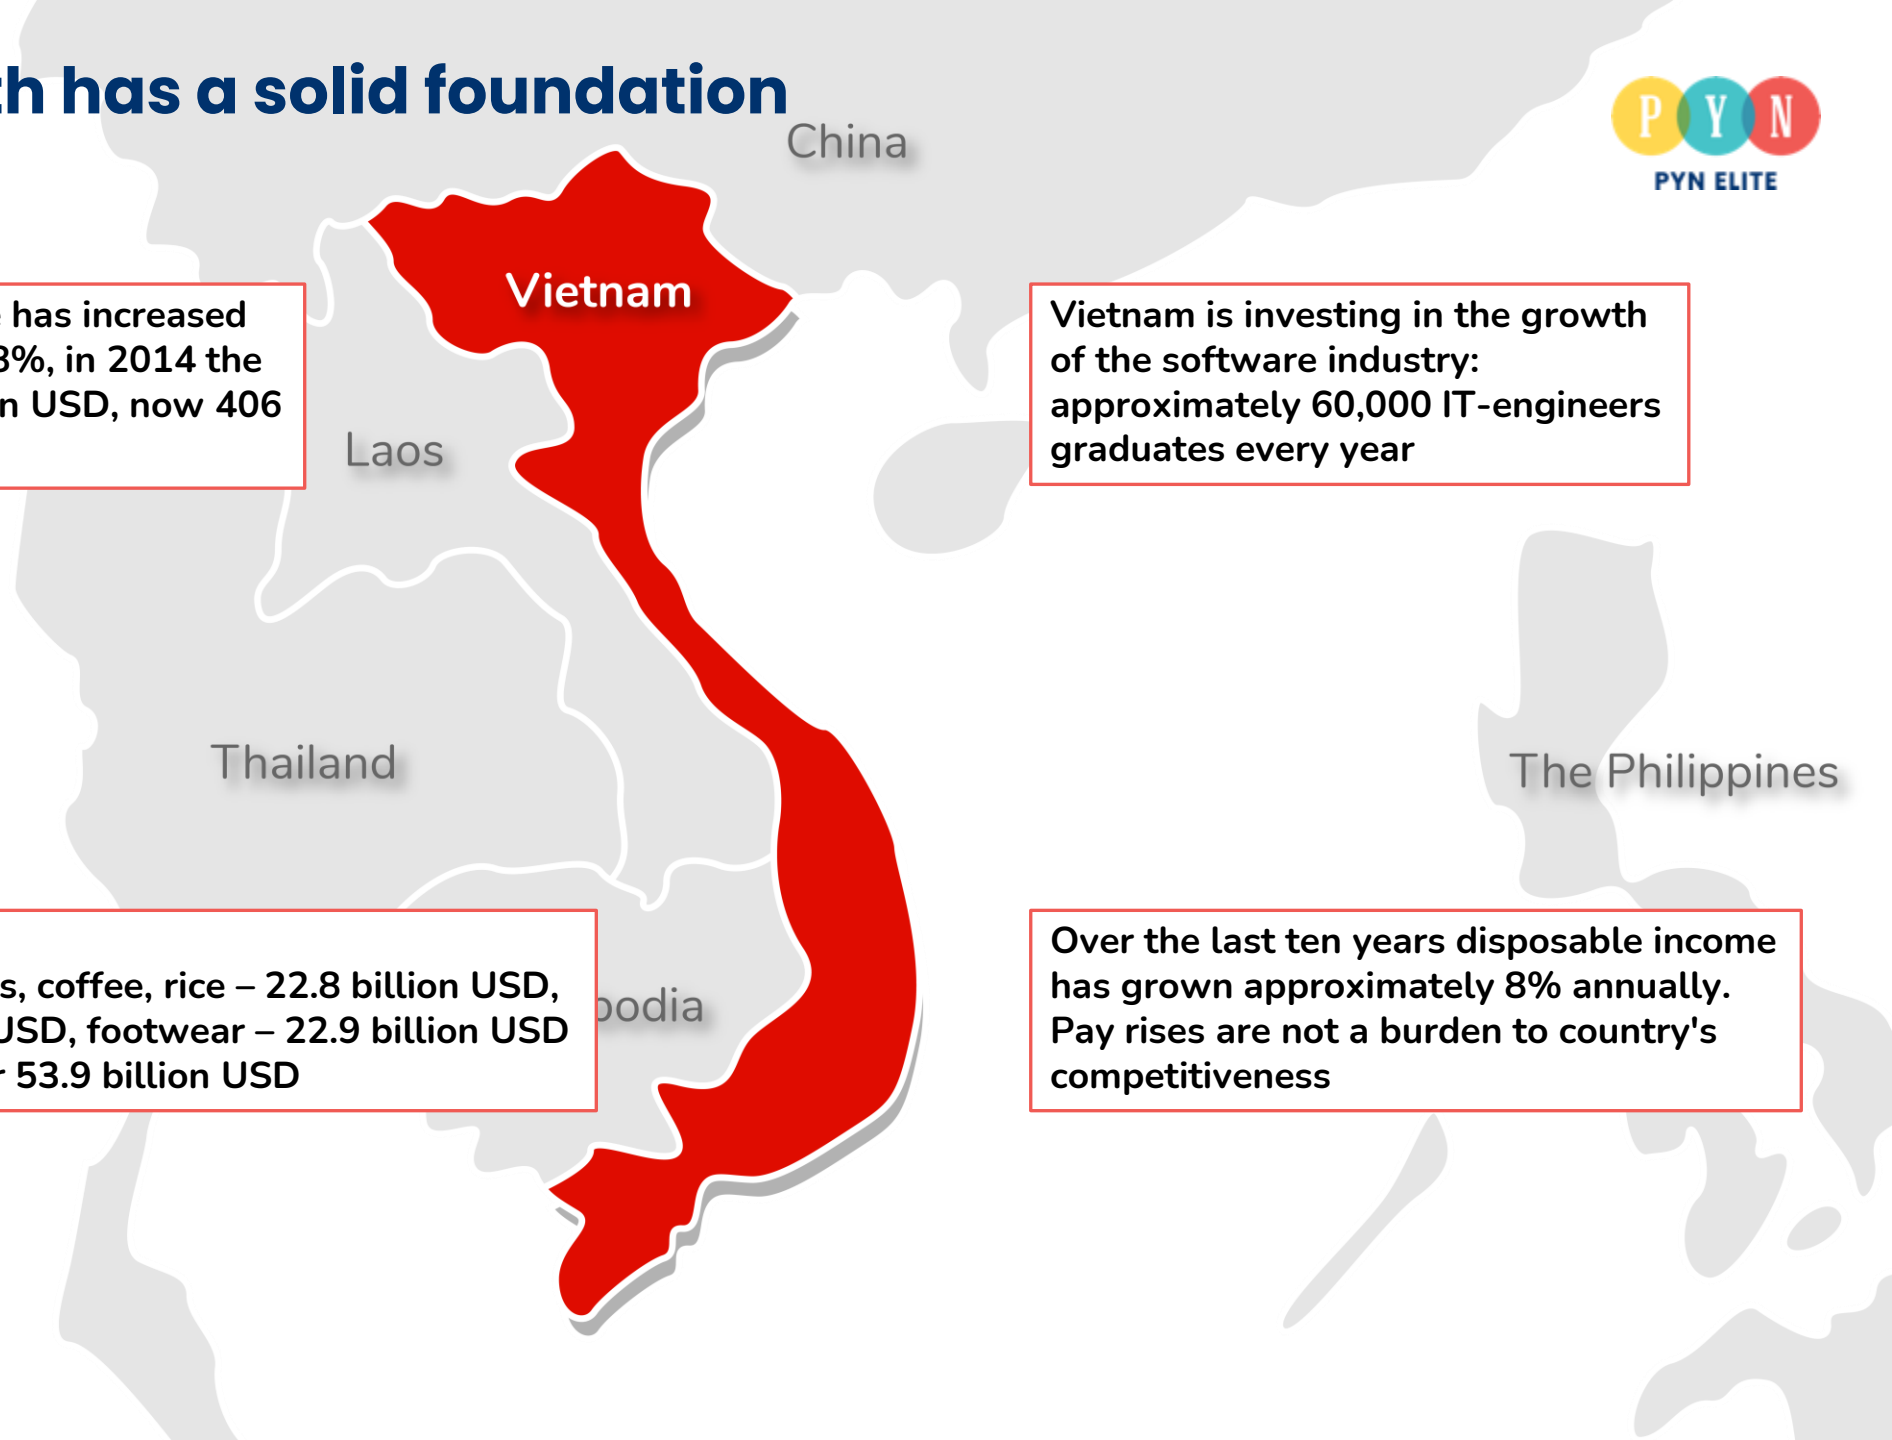 has a solid foundation
China
P Y N
PYN ELITE
Vietnam
has increased
in 2014 the
USD, now 406
Vietnam is investing in the growth
of the software industry:
approximately 60,000 IT-engineers
graduates every year
Laos
Thailand
The Philippines
coffee, rice – 22.8 billion USD,
USD, footwear – 22.9 billion USD
53.9 billion USD
Over the last ten years disposable income
has grown approximately 8% annually.
Pay rises are not a burden to country's
competitiveness